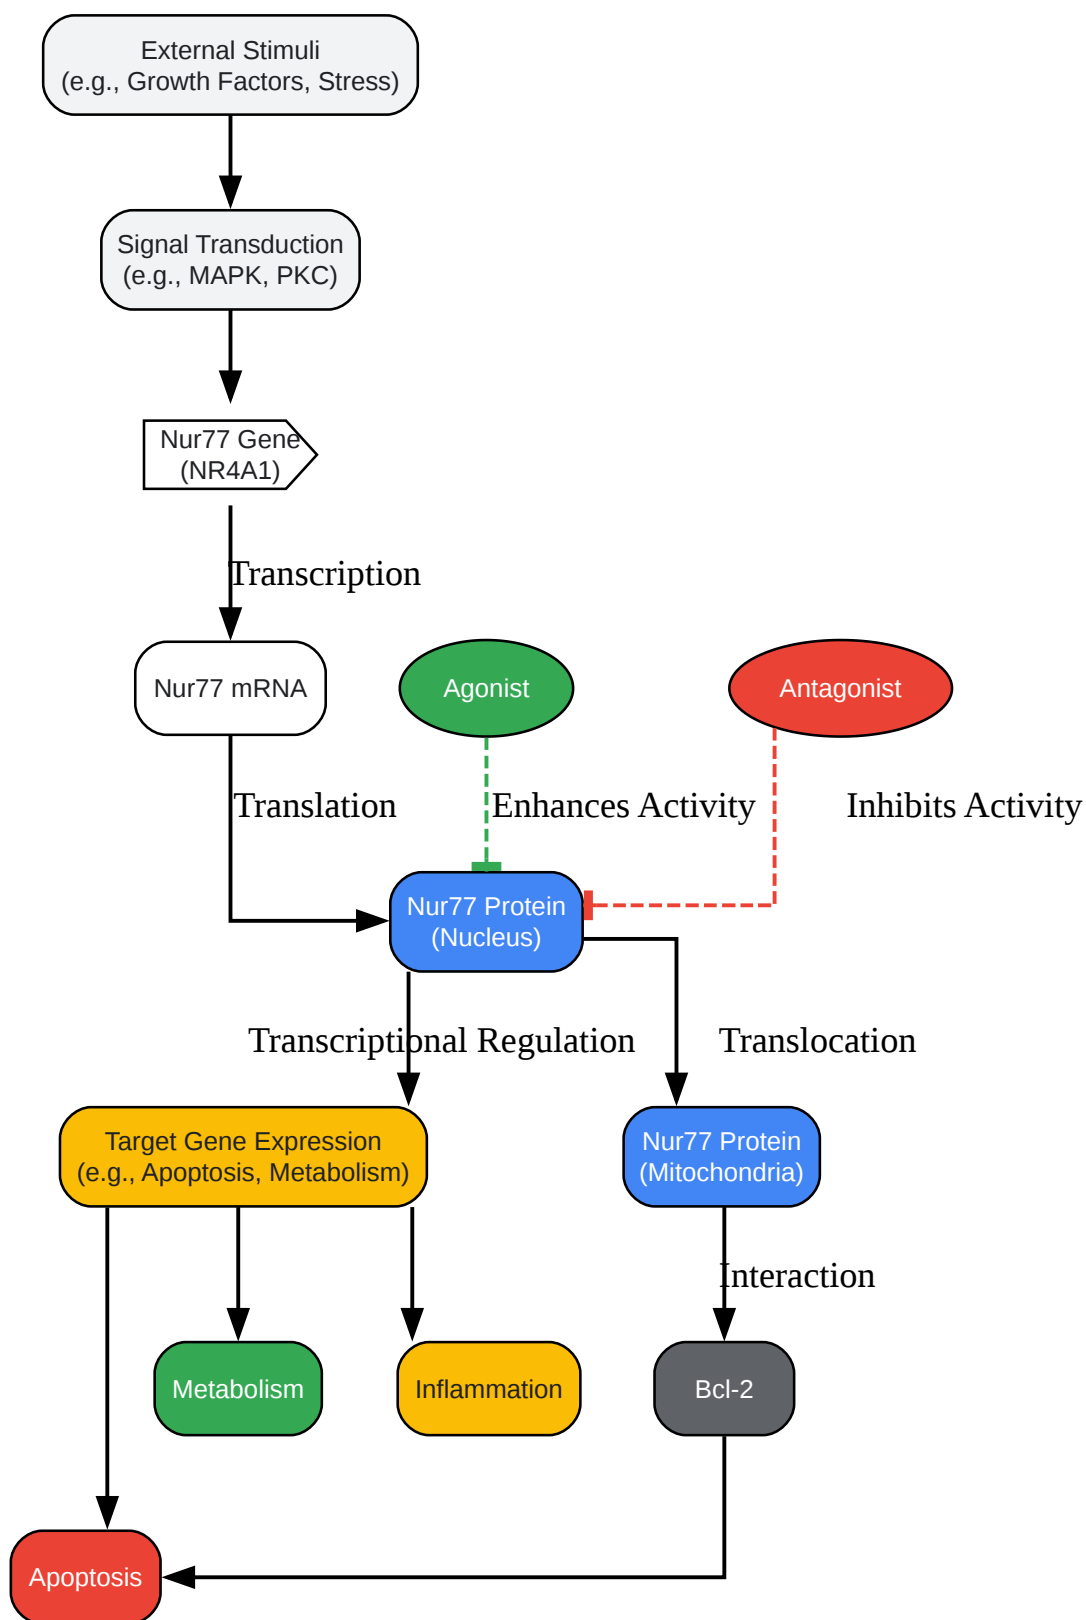 External Stimuli
(e.g., Growth Factors, Stress)
Signal Transduction
(e.g., MAPK, PKC)
Nur77 Gene
(NR4A1)
Transcription
Nur77 mRNA
Agonist
Antagonist
Translation
Enhances Activity
Inhibits Activity
Nur77 Protein
(Nucleus)
Transcriptional Regulation
Translocation
Target Gene Expression
(e.g., Apoptosis, Metabolism)
Nur77 Protein
(Mitochondria)
Interaction
Metabolism
Inflammation
Bcl-2
Apoptosis